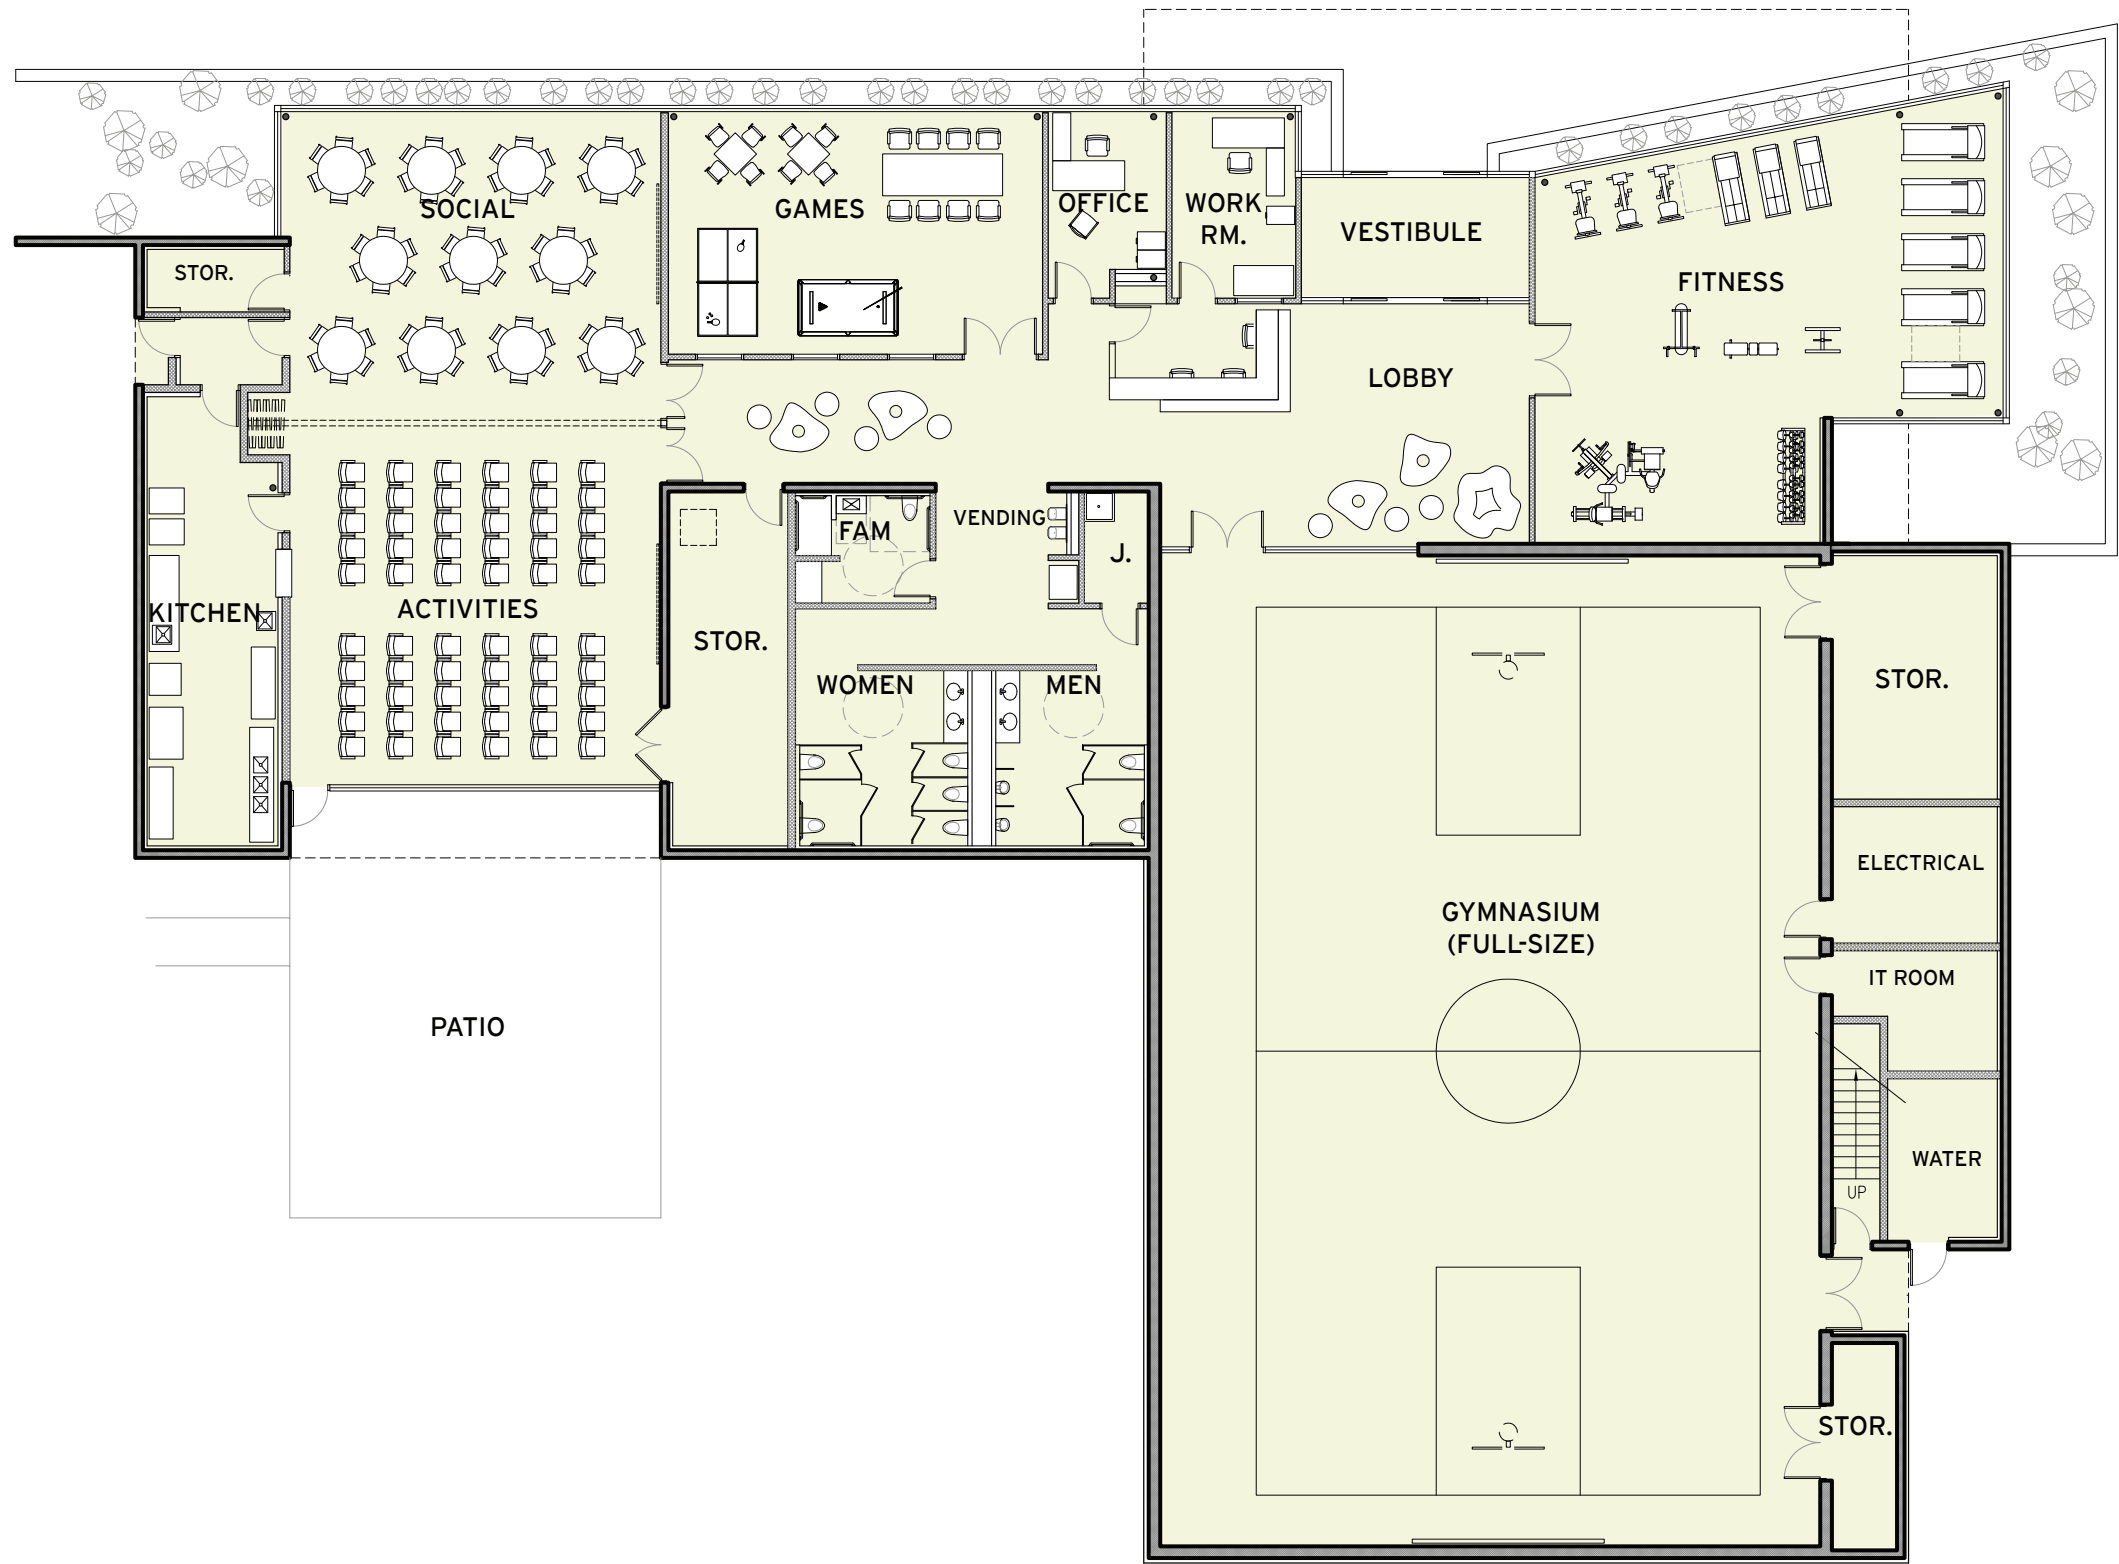 SOCIAL
GAMES
OFFICE
WORK
RM.
VESTIBULE
STOR.
FITNESS
LOBBY
VENDING
FAM
J.
KITCHEN
ACTIVITIES
STOR.
WOMEN
MEN
STOR.
ELECTRICAL
GYMNASIUM
(FULL-SIZE)
IT ROOM
PATIO
WATER
UP
STOR.